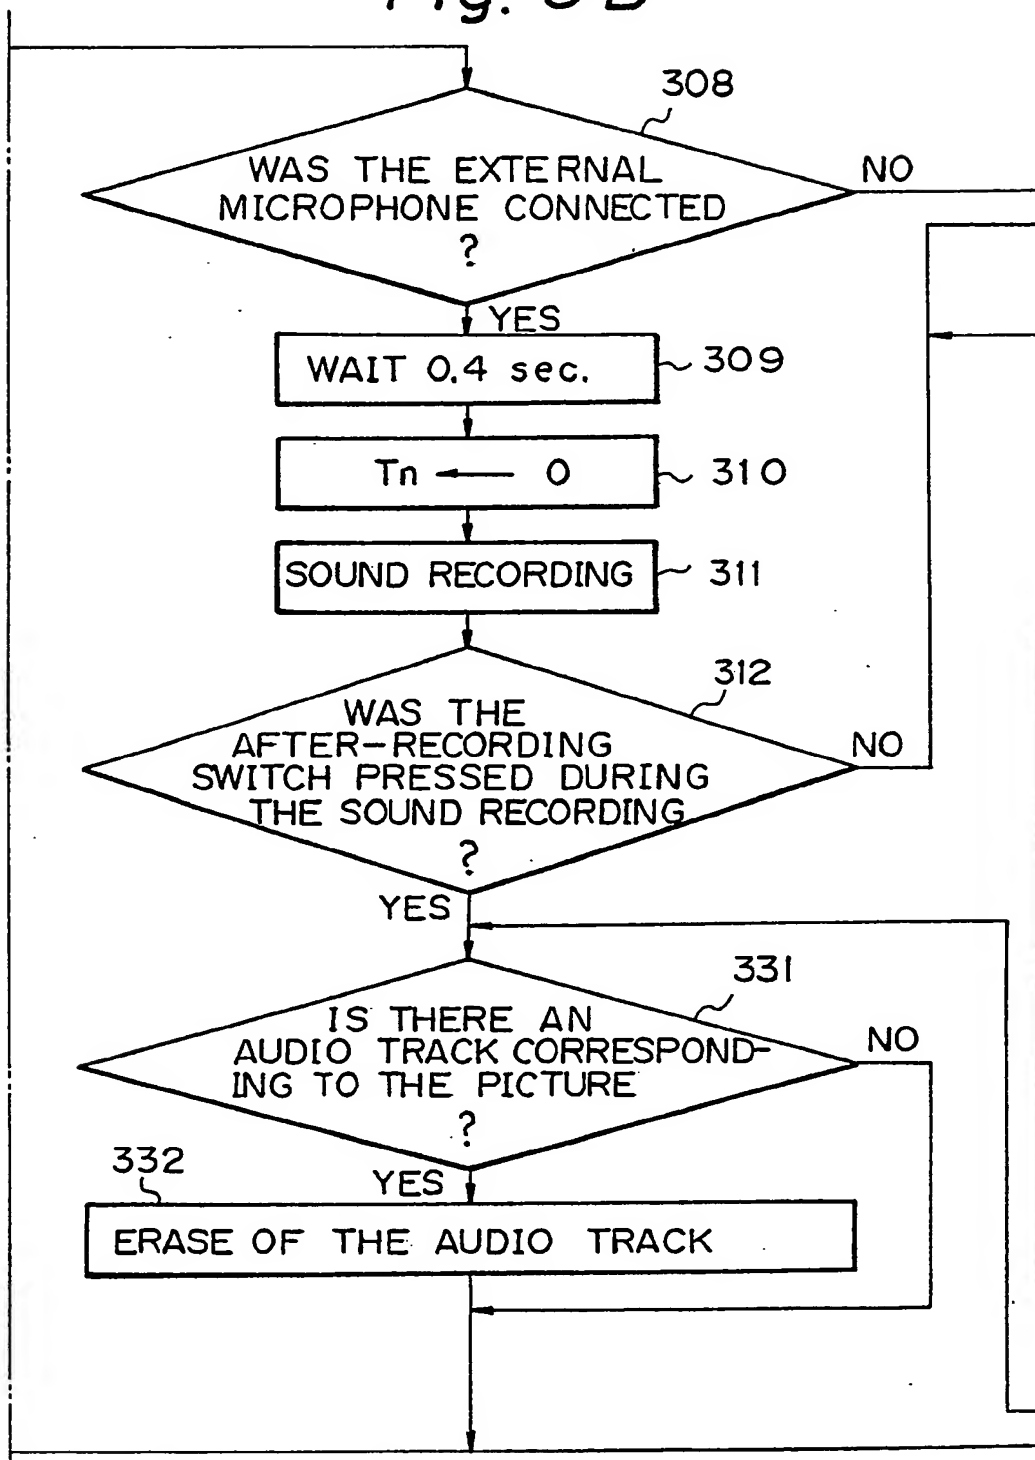 308
WAS THE EXTERNAL
MICROPHONE CONNECTED
?
NO
YES
WAIT 0.4 sec.
309
Tn ← 0
310
SOUND RECORDING
311
312
WAS THE
AFTER-RECORDING
SWITCH PRESSED DURING
THE SOUND RECORDING
?
NO
YES
331
IS THERE AN
AUDIO TRACK CORRESPOND-
ING TO THE PICTURE
?
NO
332
YES
ERASE OF THE AUDIO TRACK